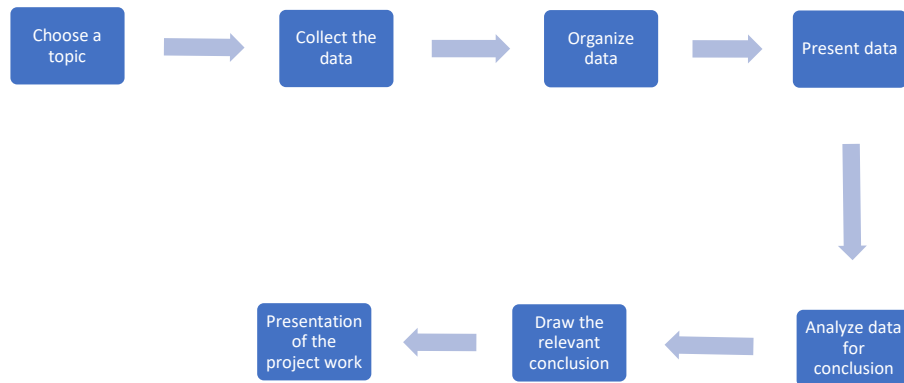 Choose a
topic
Collect the
data
Organize
data
Present data
Analyze data
for
conclusion
Draw the
relevant
conclusion
Presentation
of the
project work